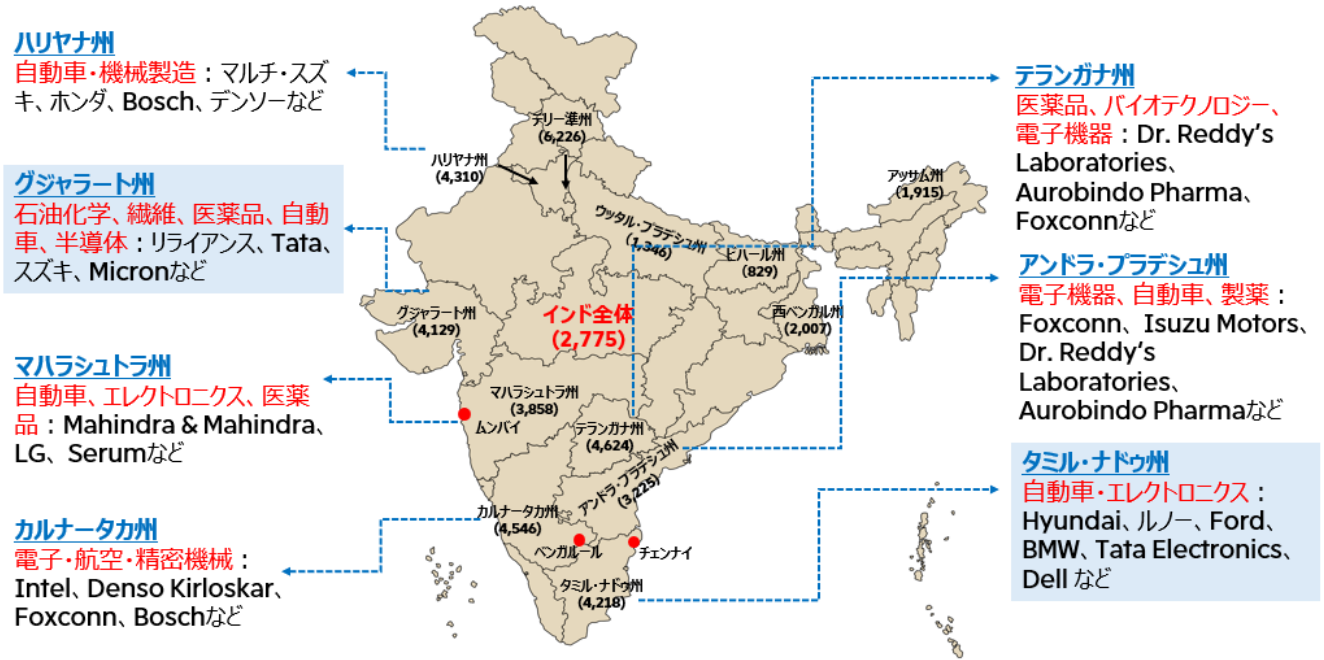 ハリヤナ州
自動車・機械製造：マルチ・スズ
キ、ホンダ、Bosch、デンソーなど
グジャラート州
石油化学、繊維、医薬品、自動
車、半導体：リライアンス、Tata、
スズキ、Micronなど
マハラシュトラ州
自動車、エレクトロニクス、医薬
品：Mahindra & Mahindra、
LG、Serumなど
カルナータカ州
電子・航空・精密機械：
Intel、Denso Kirloskar、
Foxconn、Boschなど
デリー準州
(6,226)
ハリヤナ州
(4,310)
ウッタル・プラデシュ州
(1,346)
ビハール州
(829)
アッサム州
(1,915)
西ベンガル州
(2,007)
グジャラート州
(4,129)
インド全体
(2,775)
マハラシュトラ州
(3,858)
ムンバイ
テランガナ州
(4,624)
アンドラ・プラデシュ州
(3,225)
カルナータカ州
(4,546)
ベンガルール
チェンナイ
タミル・ナドゥ州
(4,218)
テランガナ州
医薬品、バイオテクノロジー、
電子機器：Dr. Reddy's
Laboratories、
Aurobindo Pharma、
Foxconnなど
アンドラ・プラデシュ州
電子機器、自動車、製薬：
Foxconn、Isuzu Motors、
Dr. Reddy's
Laboratories、
Aurobindo Pharmaなど
タミル・ナドゥ州
自動車・エレクトロニクス：
Hyundai、ルノー、Ford、
BMW、Tata Electronics、
Dell など